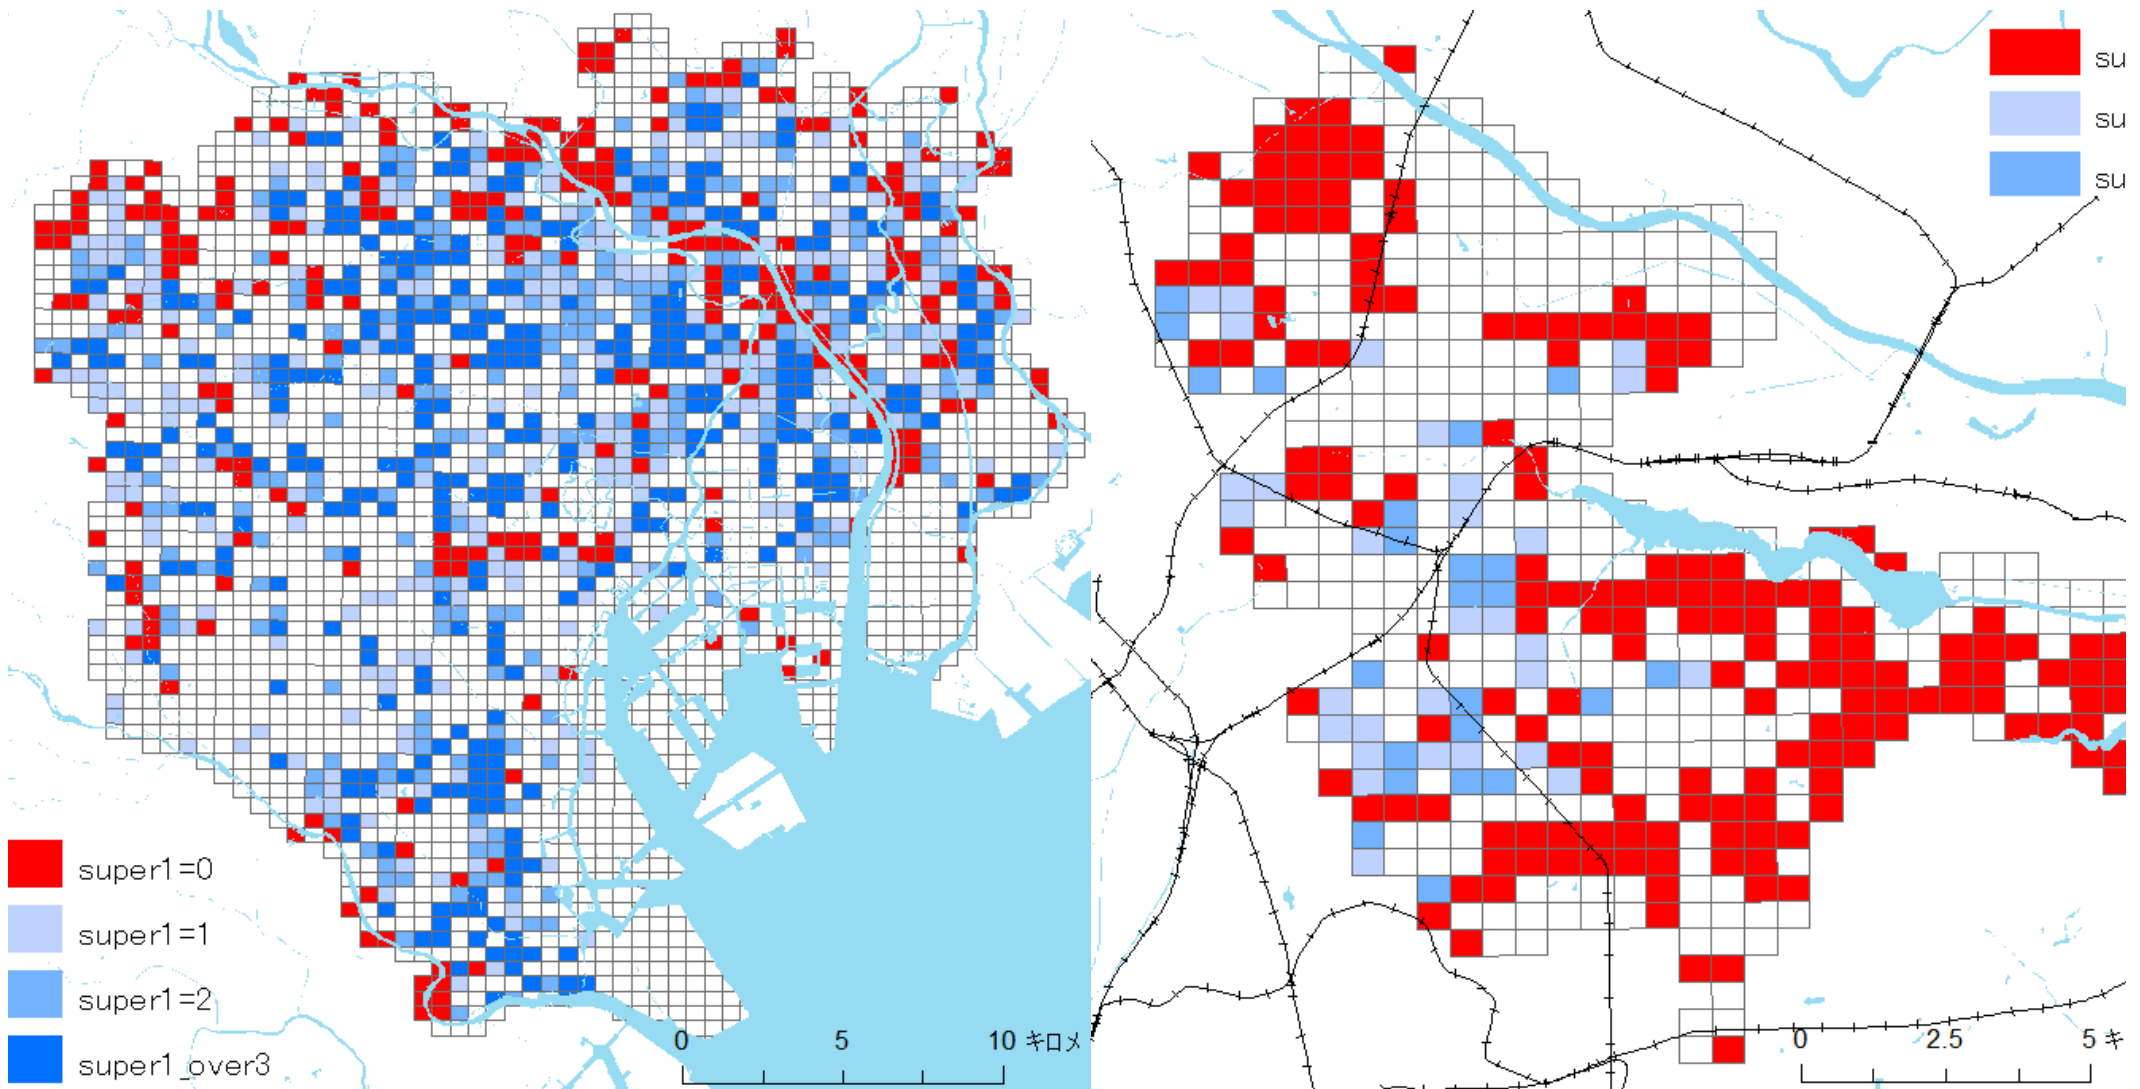 su
su
su
super1=0
super1=1
super1=2
super1_over3
0 5 10 キロメ
0 2.5 5 キ